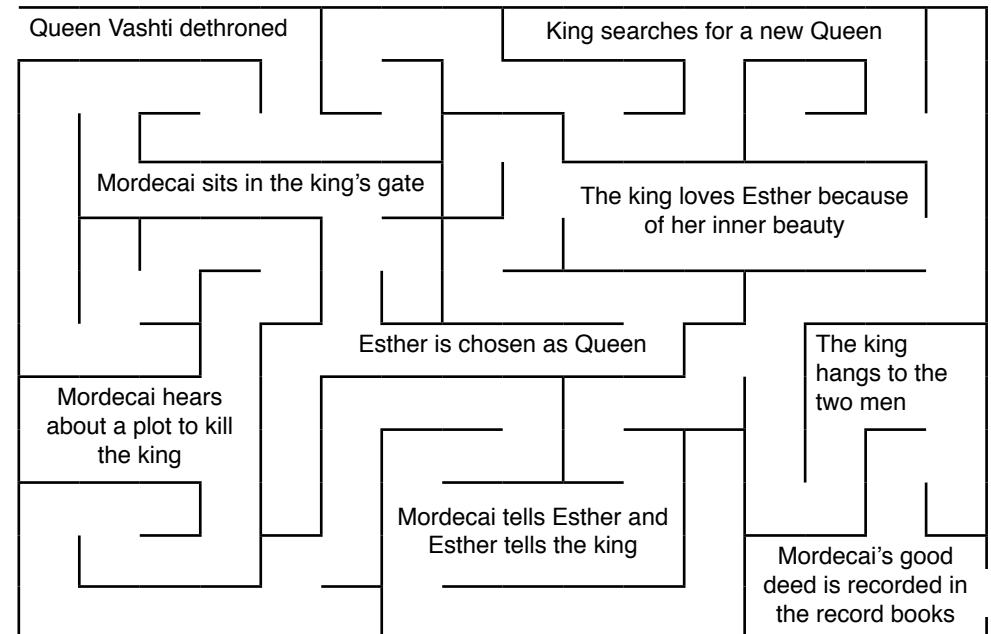 Queen Vashti dethroned
King searches for a new Queen
Mordecai sits in the king’s gate
The king loves Esther because
of her inner beauty
Esther is chosen as Queen
The king
hangs to the
two men
Mordecai hears
about a plot to kill
the king
Mordecai tells Esther and
Esther tells the king
Mordecai’s good
deed is recorded in
the record books